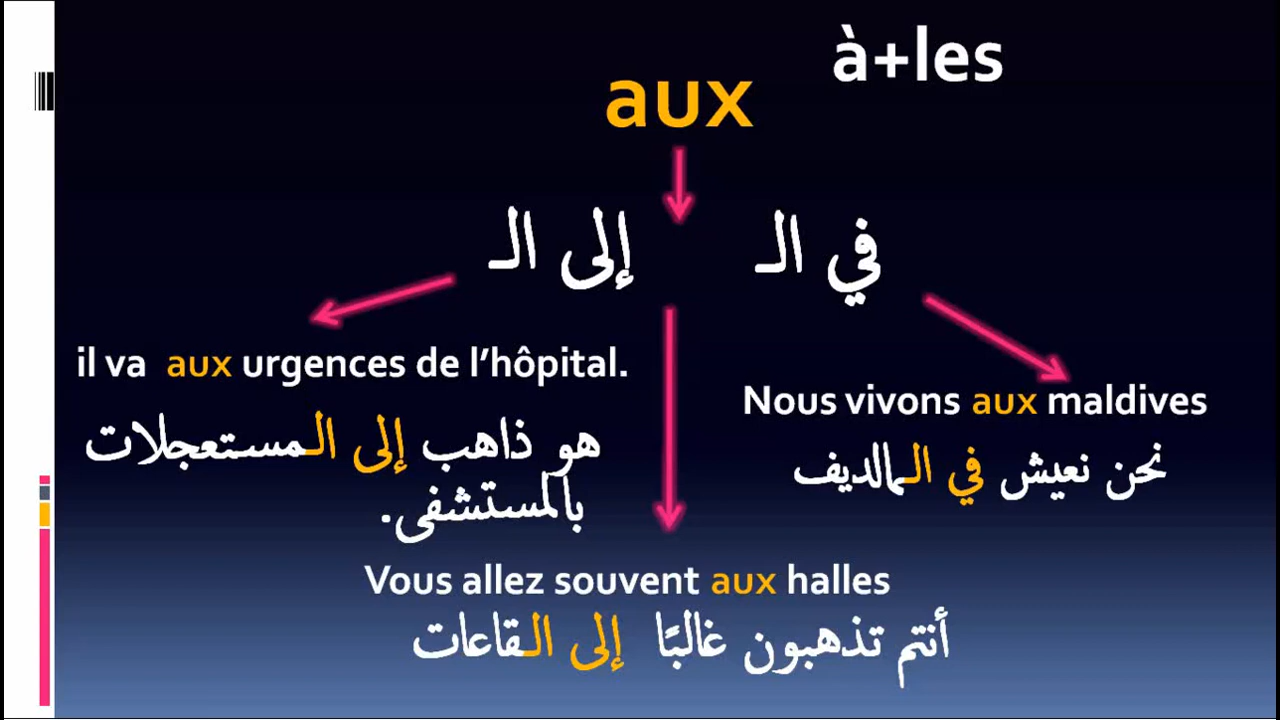 à+les
aux
في الـ
إلى الـ
il va aux urgences de l’hôpital.
هو ذاهب إلى المستعجلات
بالمستشفى.
Nous vivons aux maldives
نحن نعيش في المالديف
Vous allez souvent aux halles
أنتم تذهبون غالبًا إلى القاعات